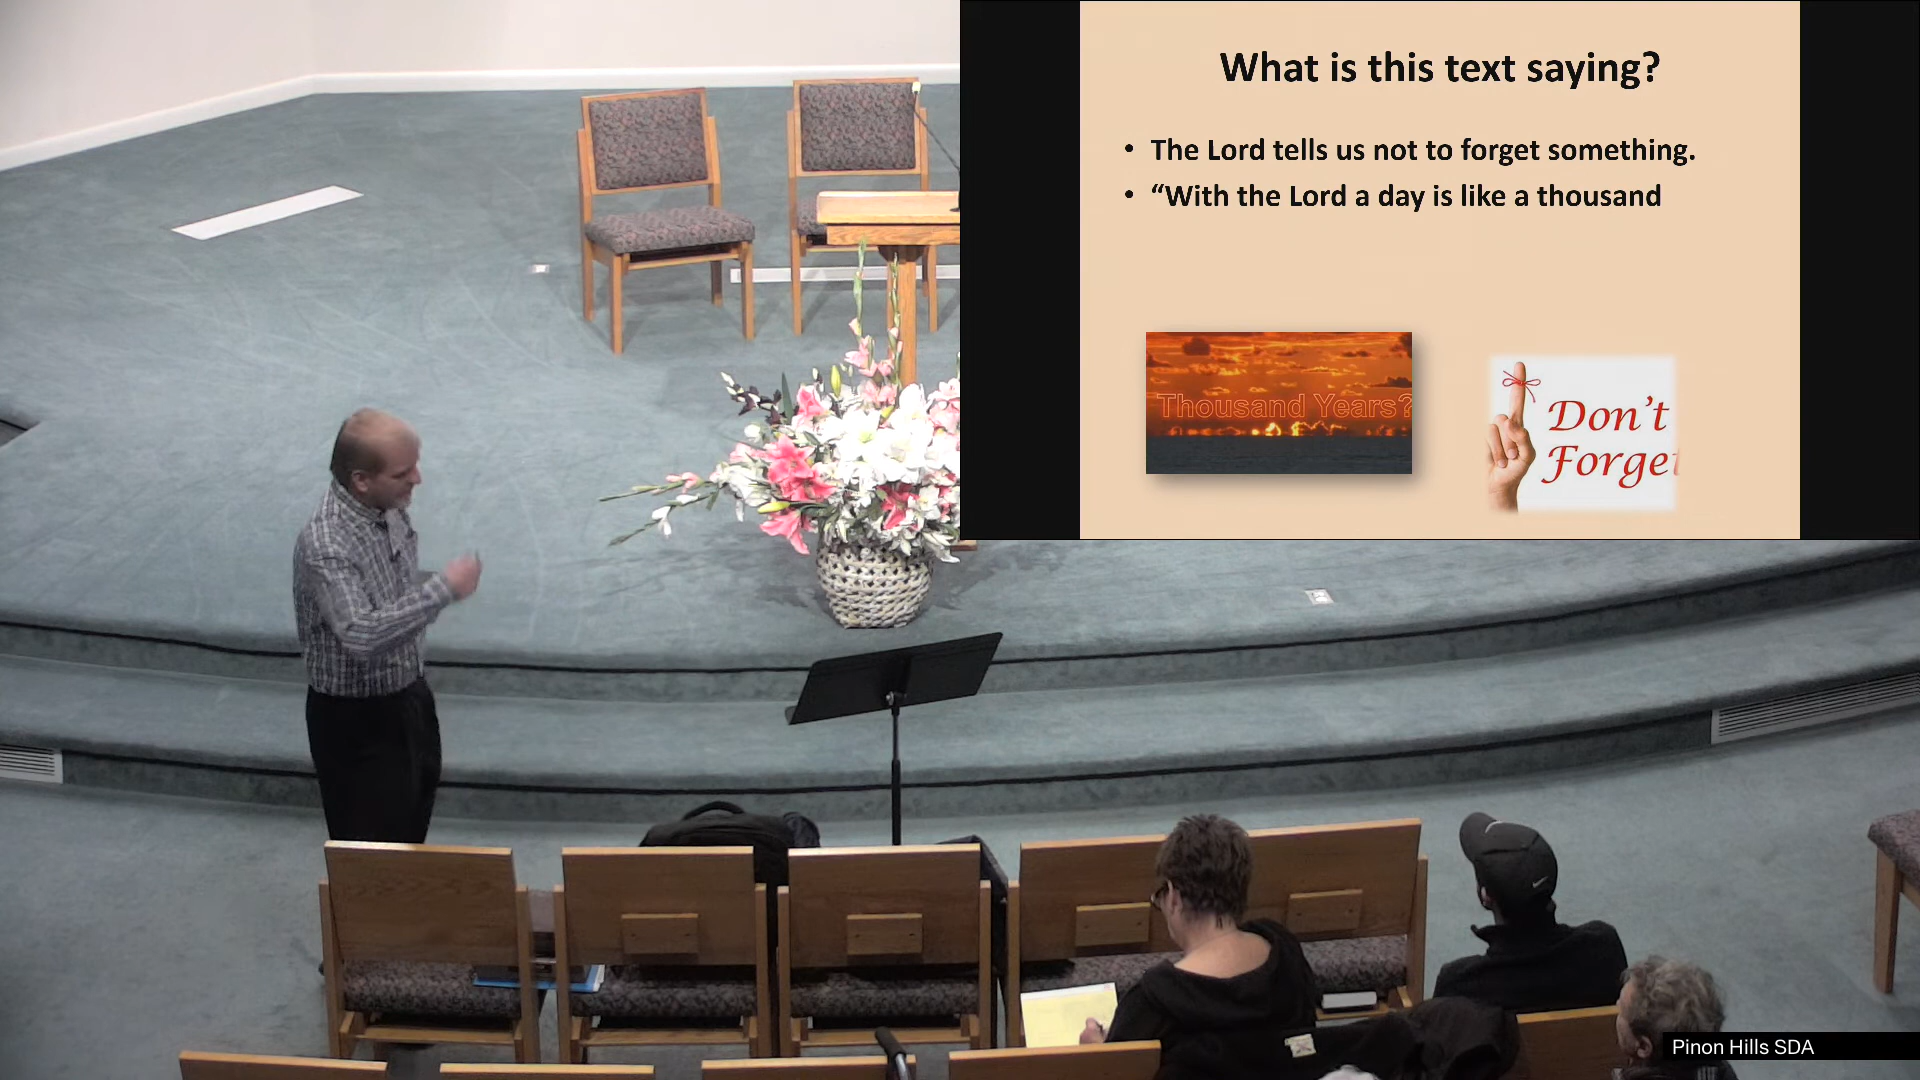 What is this text saying?
• The Lord tells us not to forget something.
• “With the Lord a day is like a thousand
Thousand Years?
Don't
Forget
Pinon Hills SDA